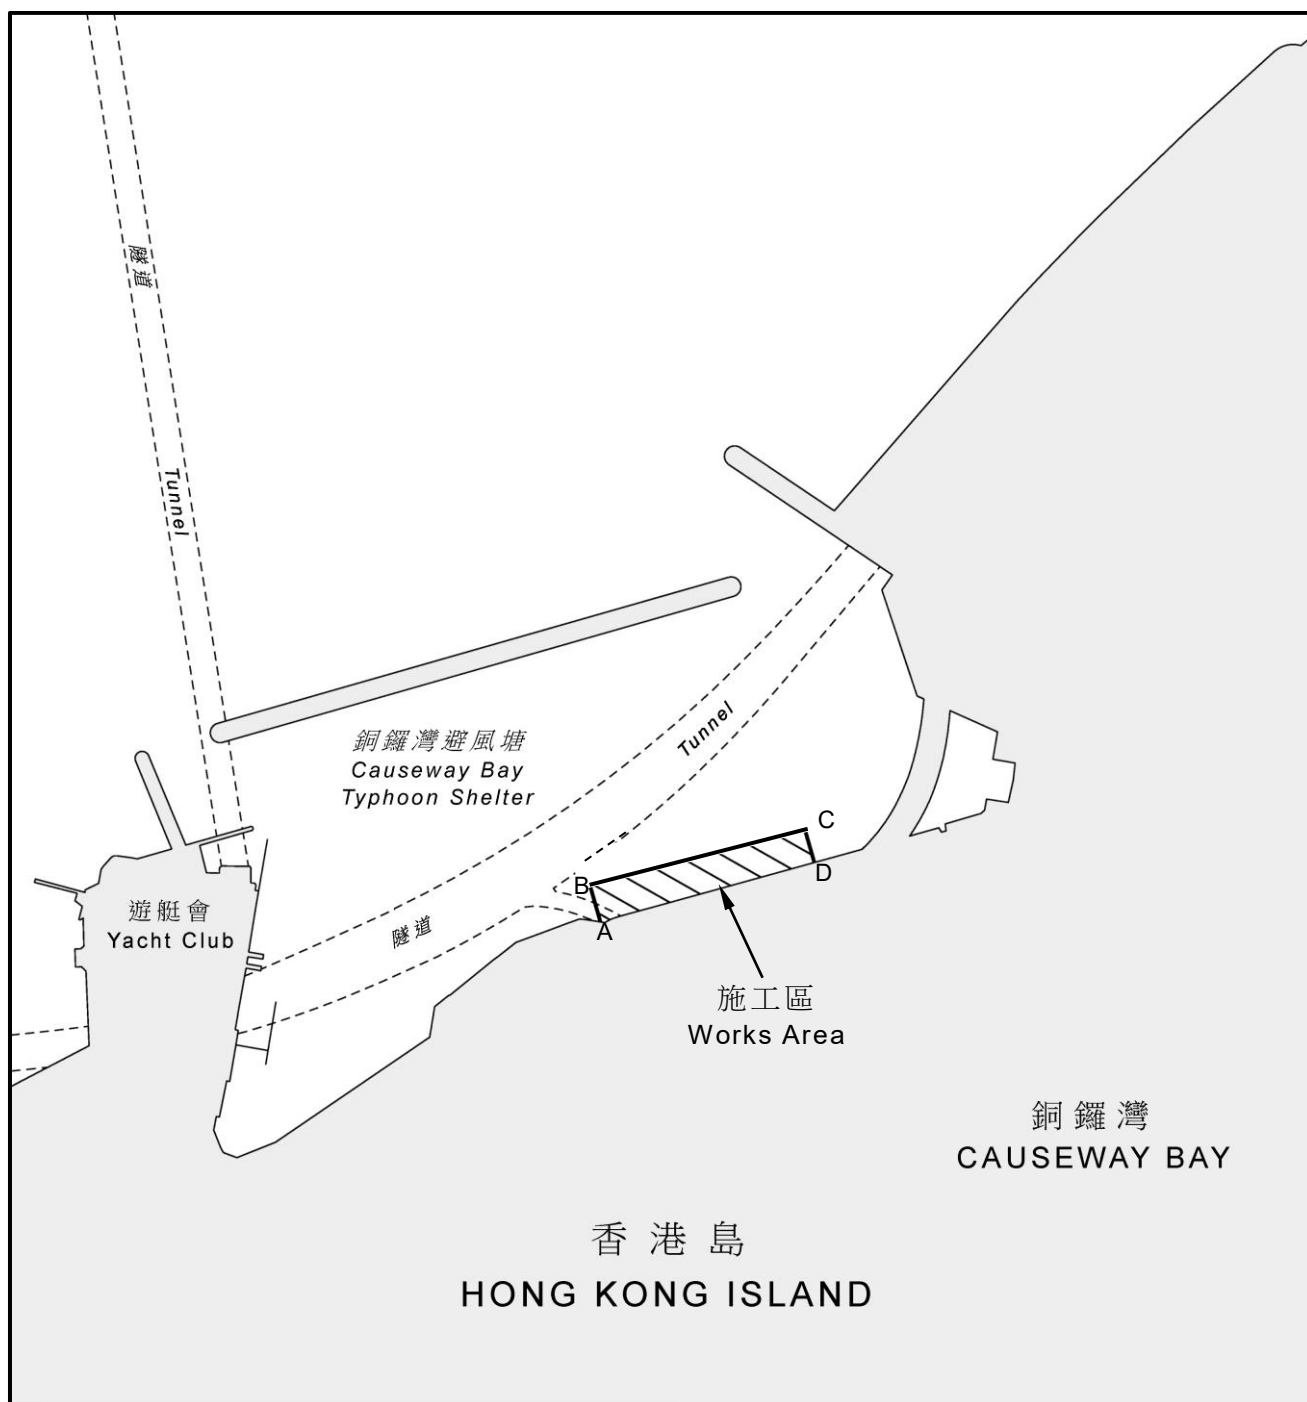 隧道
Tunnel
Tunnel
銅鑼灣避風塘
Causeway Bay
Typhoon Shelter
C
B
D
A
遊艇會
Yacht Club
隧道
施工區
Works Area
銅鑼灣
CAUSEWAY BAY
香港島
HONG KONG ISLAND